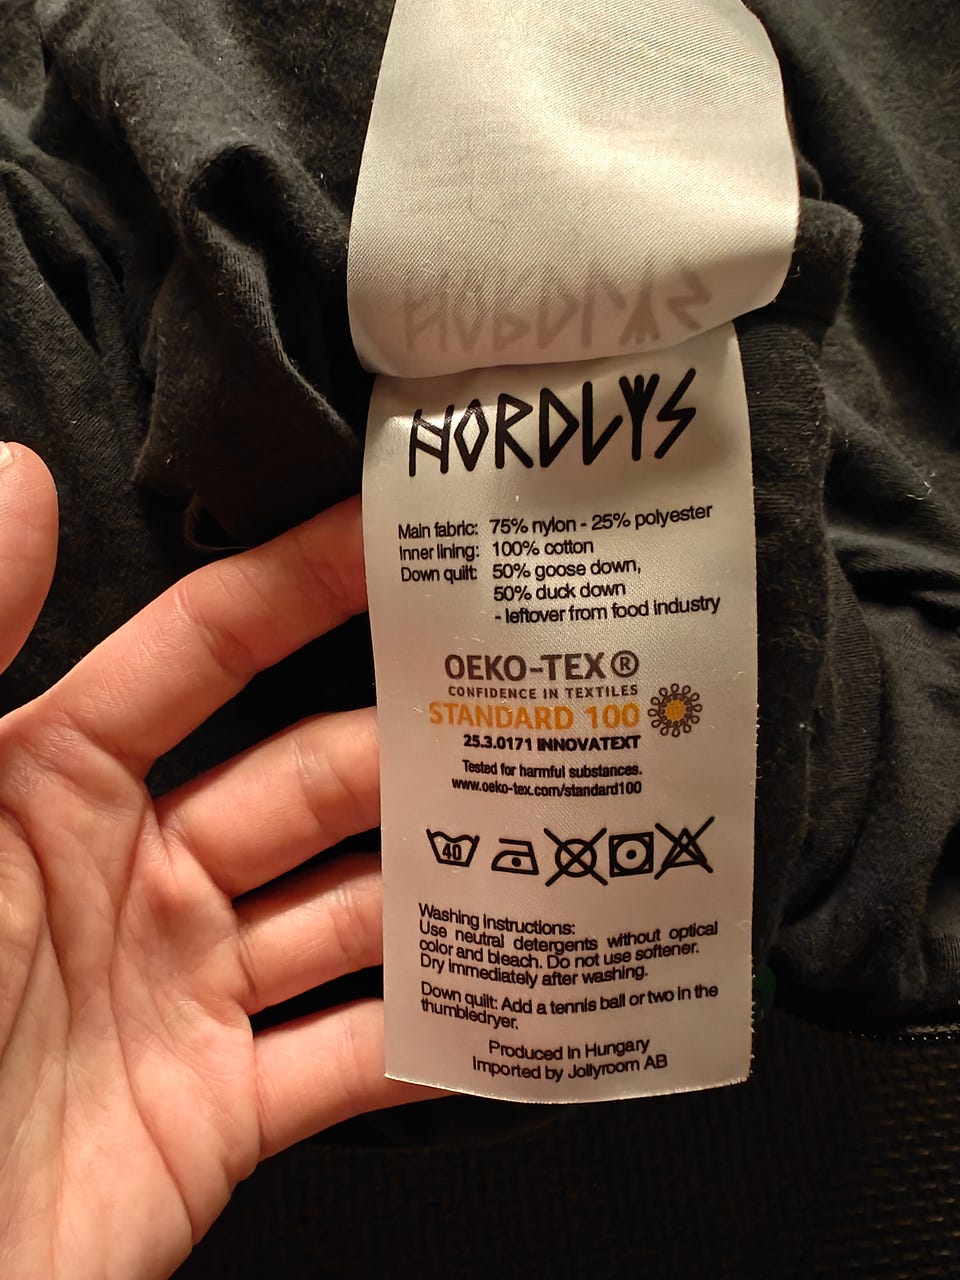 NORDLYS
Main fabric: 75% nylon - 25% polyester
Inner lining: 100% cotton
Down quilt: 50% goose down,
50% duck down
- leftover from food industry
OEKO-TEX®
CONFIDENCE IN TEXTILES
STANDARD 100
25.3.0171 INNOVATEXT
Tested for harmful substances.
www.oeko-tex.com/standard100
40
Washing instructions:
Use neutral detergents without optical
color and bleach. Do not use softener.
Dry immediately after washing.
Down quilt: Add a tennis ball or two in the
thumbledryer.
Produced in Hungary
Imported by Jollyroom AB